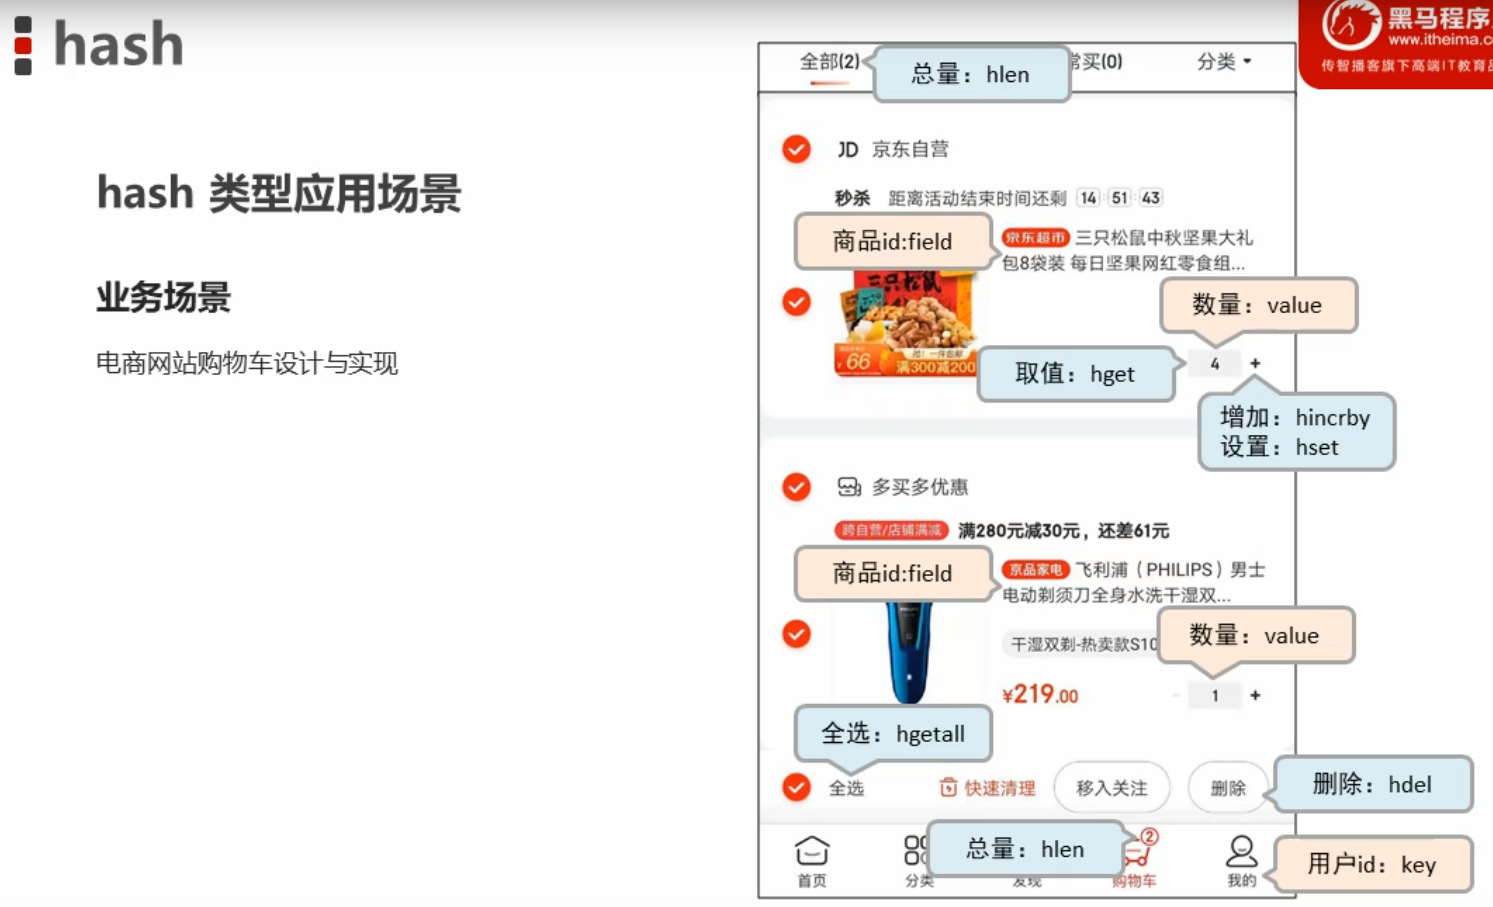 hash
黑马程序
www.itheima.c
传智播客旗下高端IT教育品
hash 类型应用场景
业务场景
电商网站购物车设计与实现
全部(2)
总量：hlen
常买(0)
分类
JD 京东自营
秒杀 距离活动结束时间还剩 14:51:43
商品id:field
京东超市 三只松鼠中秋坚果大礼
包8袋装 每日坚果网红零食组...
三只松鼠
66
满300减200
数量：value
取值：hget
4 +
增加：hincrby
设置：hset
多买多优惠
跨自营/店铺满减 满280元减30元，还差61元
商品id:field
京品家电 飞利浦（PHILIPS）男士
电动剃须刀全身水洗干湿双...
干湿双剃-热卖款S10
数量：value
¥219.00
- 1 +
全选：hgetall
全选
快速清理
移入关注
删除
删除：hdel
总量：hlen
2
用户id：key
首页
分类
发现
购物车
我的